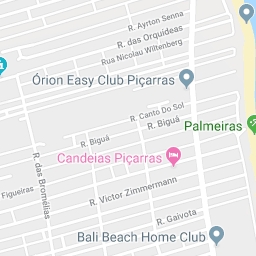 R. Ayrton Senna
R. das Orquideas
Rua Nicolau Wiltenberg
Órion Easy Club Piçarras
R. Canto Do Sol
R. Biguá
Palmeiras
R. Biguá
Candeias Piçarras
R. das Bromélias
Figueiras
R. Victor Zimmermann
R. Gaivota
Bali Beach Home Club